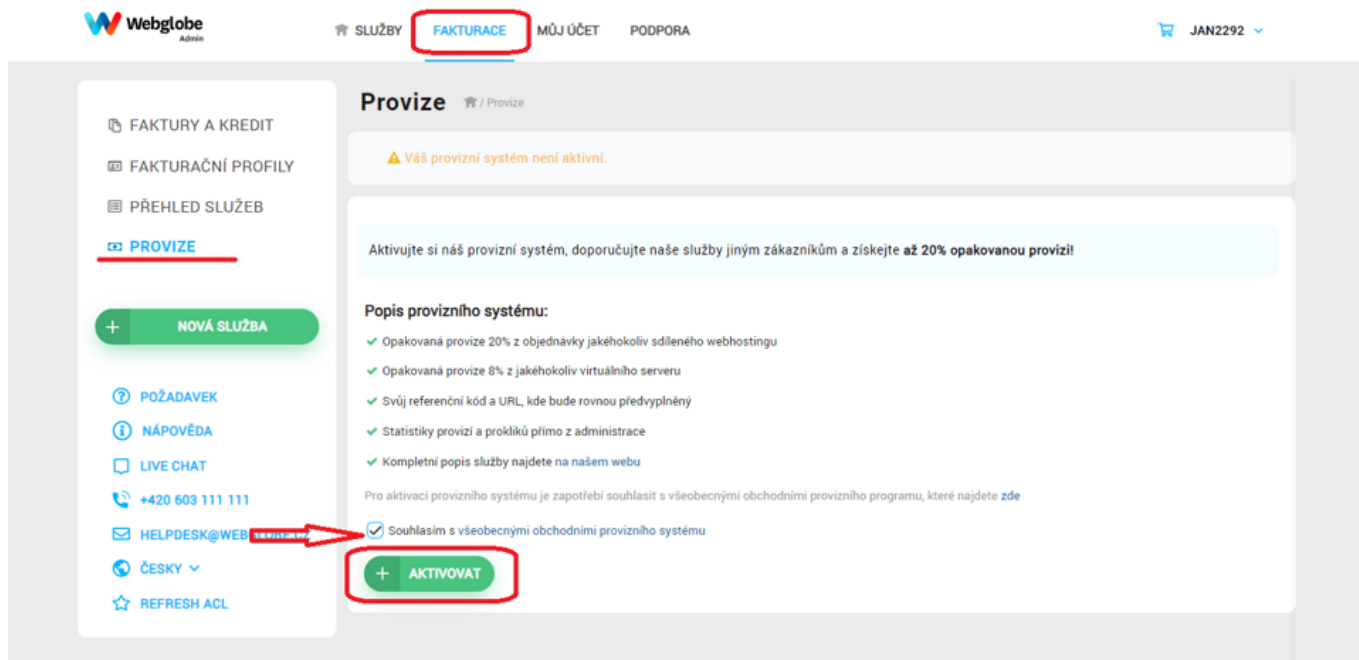 Webglobe
Admin
SLUŽBY
FAKTURACE
MŮJ ÚČET
PODPORA
JAN2292
FAKTURY A KREDIT
FAKTURAČNÍ PROFILY
PŘEHLED SLUŽEB
PROVIZE
+ NOVÁ SLUŽBA
POŽADAVEK
NÁPOVĚDA
LIVE CHAT
+420 603 111 111
HELPDESK@WEBGLOBE.CZ
ČESKY
REFRESH ACL
Provize / Provize
Váš provizní systém není aktivní.
Aktivujte si náš provizní systém, doporučujte naše služby jiným zákazníkům a získejte až 20% opakovanou provizi!
Popis provizního systému:
Opakovaná provize 20% z objednávky jakéhokoliv sdíleného webhostingu
Opakovaná provize 8% z jakéhokoliv virtuálního serveru
Svůj referenční kód a URL, kde bude rovnou předvyplněný
Statistiky provizí a prokliků přímo z administrace
Kompletní popis služby najdete na našem webu
Pro aktivaci provizního systému je zapotřebí souhlasit s všeobecnými obchodními provizního programu, které najdete zde
Souhlasím s všeobecnými obchodními provizního systému
+ AKTIVOVAT